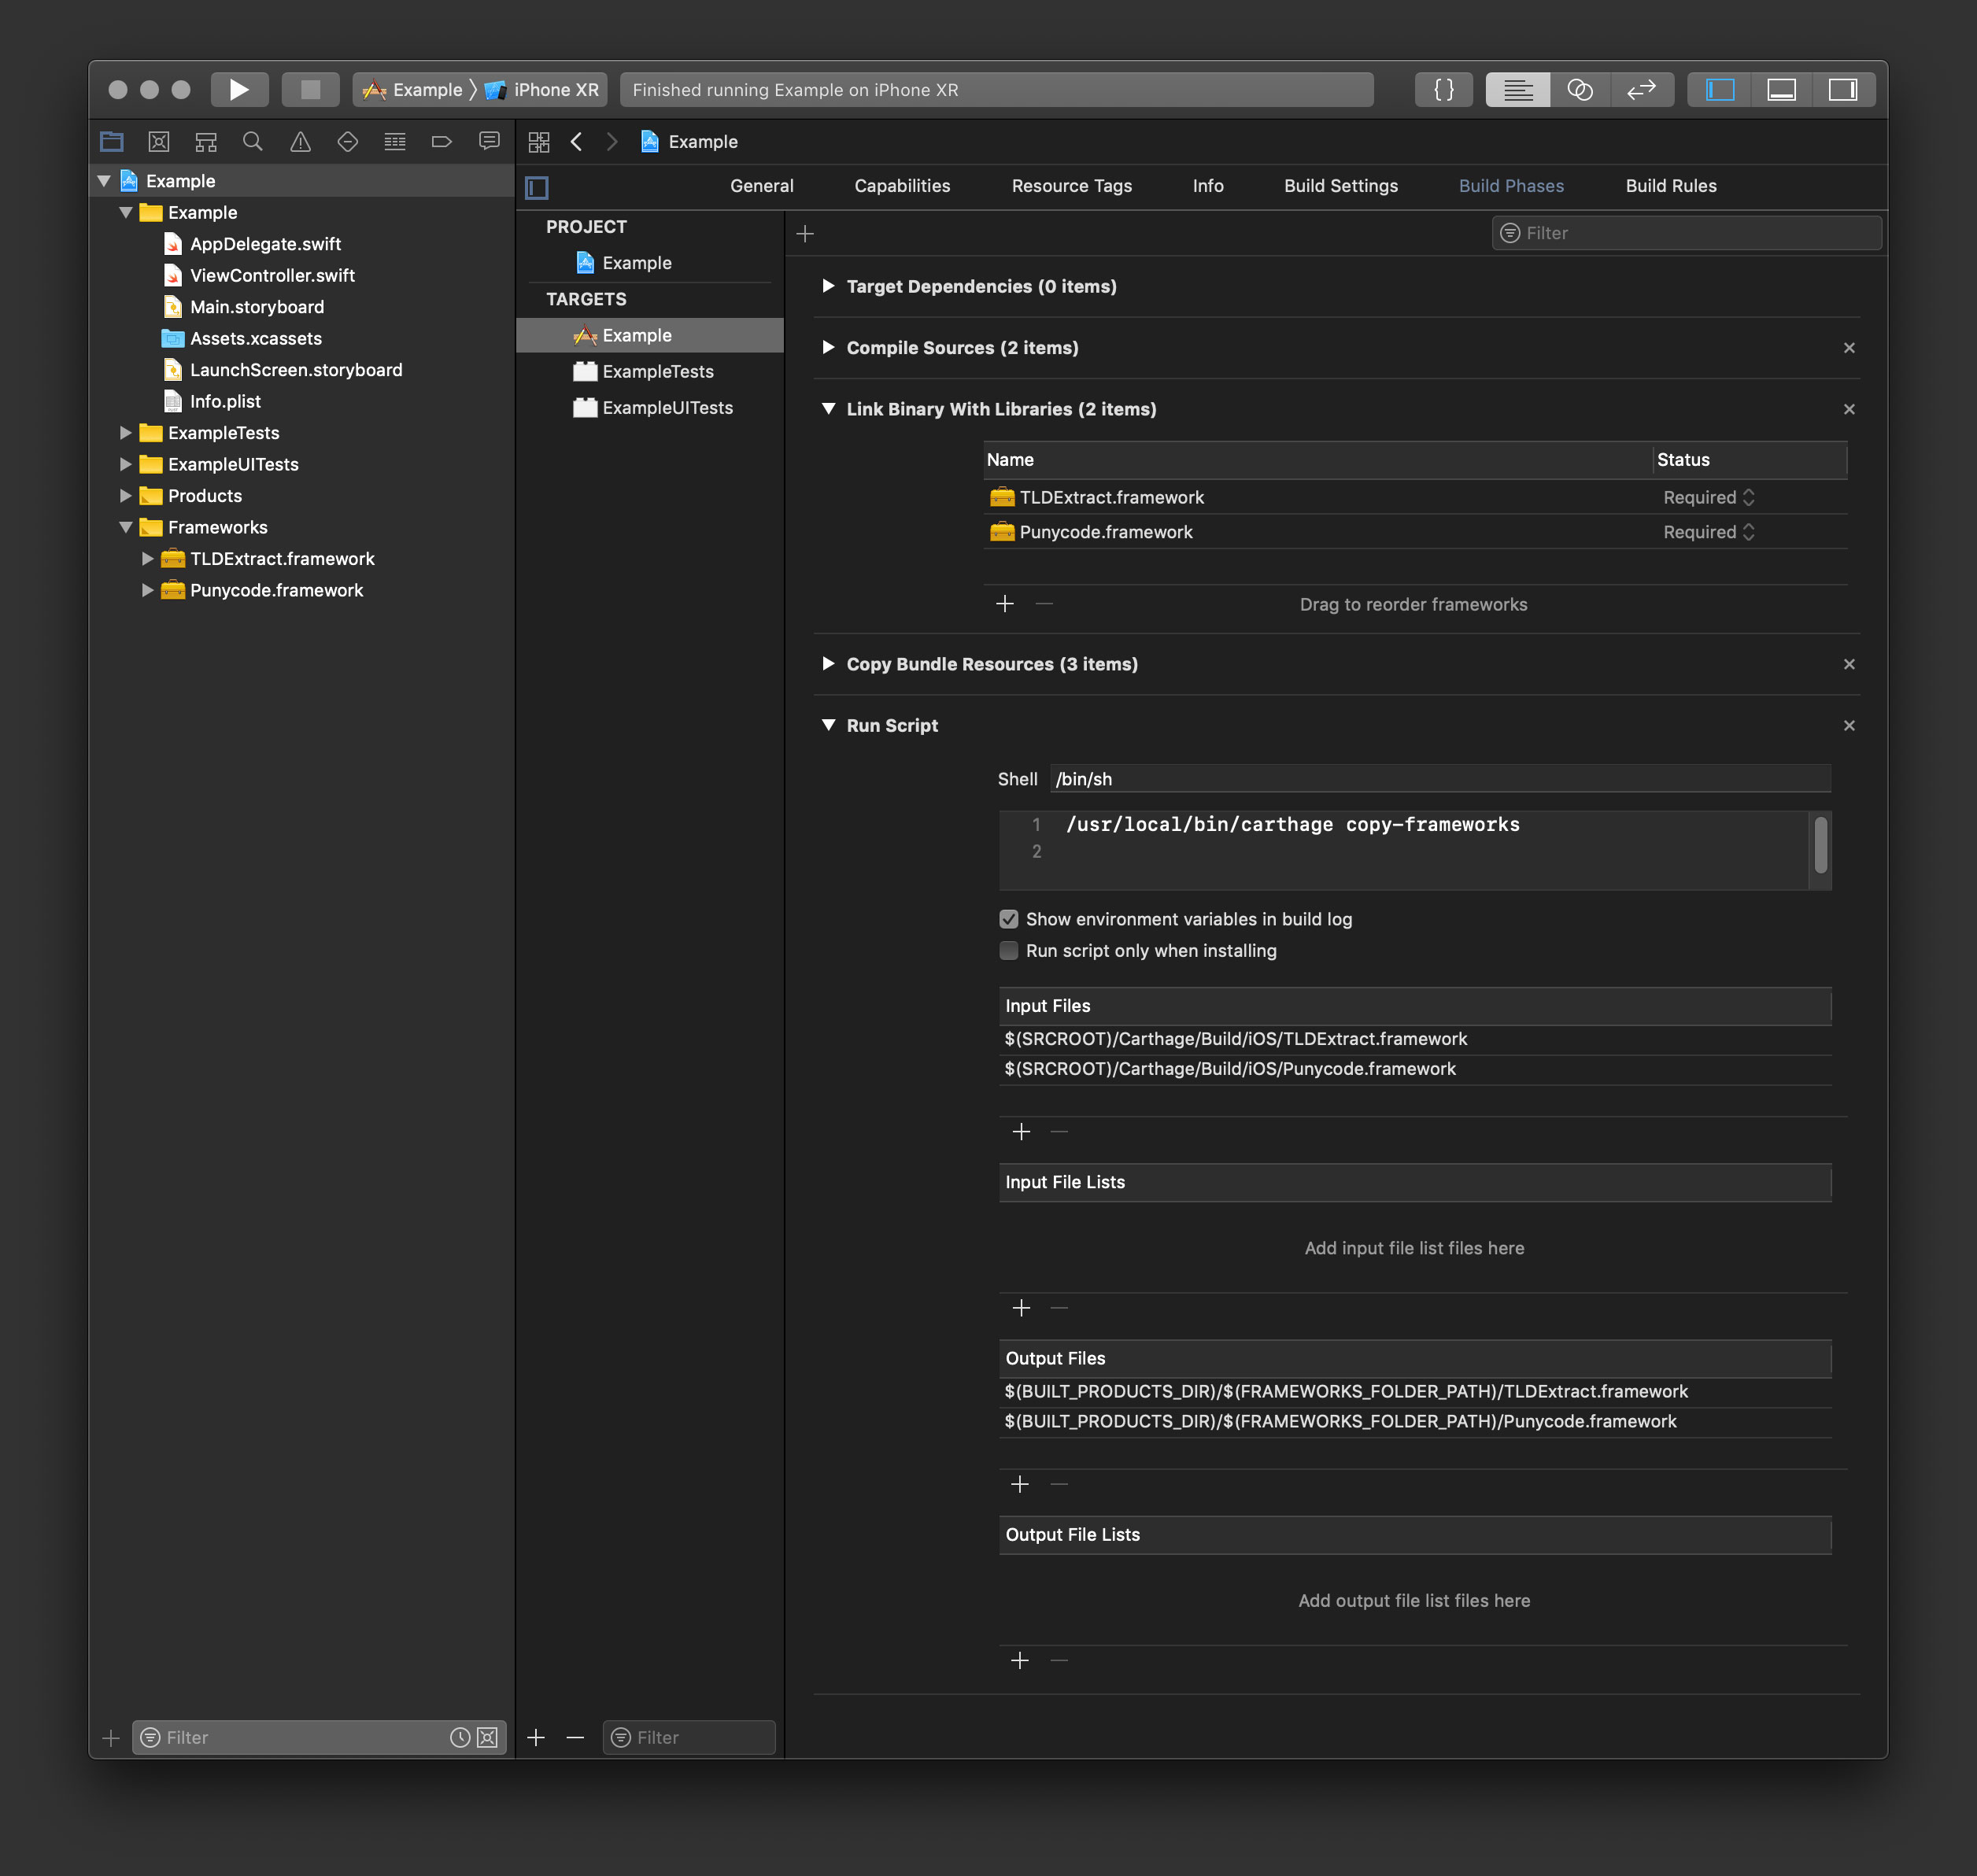 Example
iPhone XR
Finished running Example on iPhone XR
{ }
Example
General
Capabilities
Resource Tags
Info
Build Settings
Build Phases
Build Rules
Example
Example
AppDelegate.swift
ViewController.swift
Main.storyboard
Assets.xcassets
LaunchScreen.storyboard
Info.plist
ExampleTests
ExampleUITests
Products
Frameworks
TLDExtract.framework
Punycode.framework
Filter
PROJECT
Example
TARGETS
Example
ExampleTests
ExampleUITests
Filter
Filter
Target Dependencies (0 items)
Compile Sources (2 items)
Link Binary With Libraries (2 items)
Name Status
TLDExtract.framework Required
Punycode.framework Required
Drag to reorder frameworks
Copy Bundle Resources (3 items)
Run Script
Shell /bin/sh
1 /usr/local/bin/carthage copy-frameworks
2
Show environment variables in build log
Run script only when installing
Input Files
$(SRCROOT)/Carthage/Build/iOS/TLDExtract.framework
$(SRCROOT)/Carthage/Build/iOS/Punycode.framework
Input File Lists
Add input file list files here
Output Files
$(BUILT_PRODUCTS_DIR)/$(FRAMEWORKS_FOLDER_PATH)/TLDExtract.framework
$(BUILT_PRODUCTS_DIR)/$(FRAMEWORKS_FOLDER_PATH)/Punycode.framework
Output File Lists
Add output file list files here